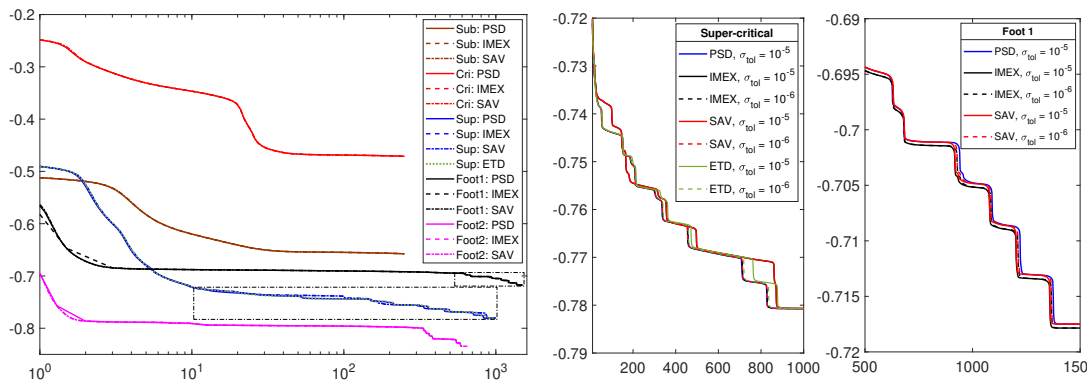 -0.2
-0.3
-0.5
-0.6
-0.7
-0.8
10^0
10^1
10^2
10^3
Sub: PSD
Sub: IMEX
Sub: SAV
Cri: PSD
Cri: IMEX
Cri: SAV
Sup: PSD
Sup: IMEX
Sup: SAV
Sup: ETD
Foot1: PSD
Foot1: IMEX
Foot1: SAV
Foot2: PSD
Foot2: IMEX
Foot2: SAV
-0.72
-0.73
-0.75
-0.76
-0.78
-0.79
200
400
600
800
1000
Super-critical
PSD, σ_tol = 10^-5
IMEX, σ_tol = 10^-5
IMEX, σ_tol = 10^-6
SAV, σ_tol = 10^-5
SAV, σ_tol = 10^-6
ETD, σ_tol = 10^-5
ETD, σ_tol = 10^-6
-0.69
-0.695
-0.7
-0.705
-0.71
-0.715
-0.72
500
1000
1500
Foot 1
PSD, σ_tol = 10^-5
IMEX, σ_tol = 10^-5
IMEX, σ_tol = 10^-6
SAV, σ_tol = 10^-5
SAV, σ_tol = 10^-6